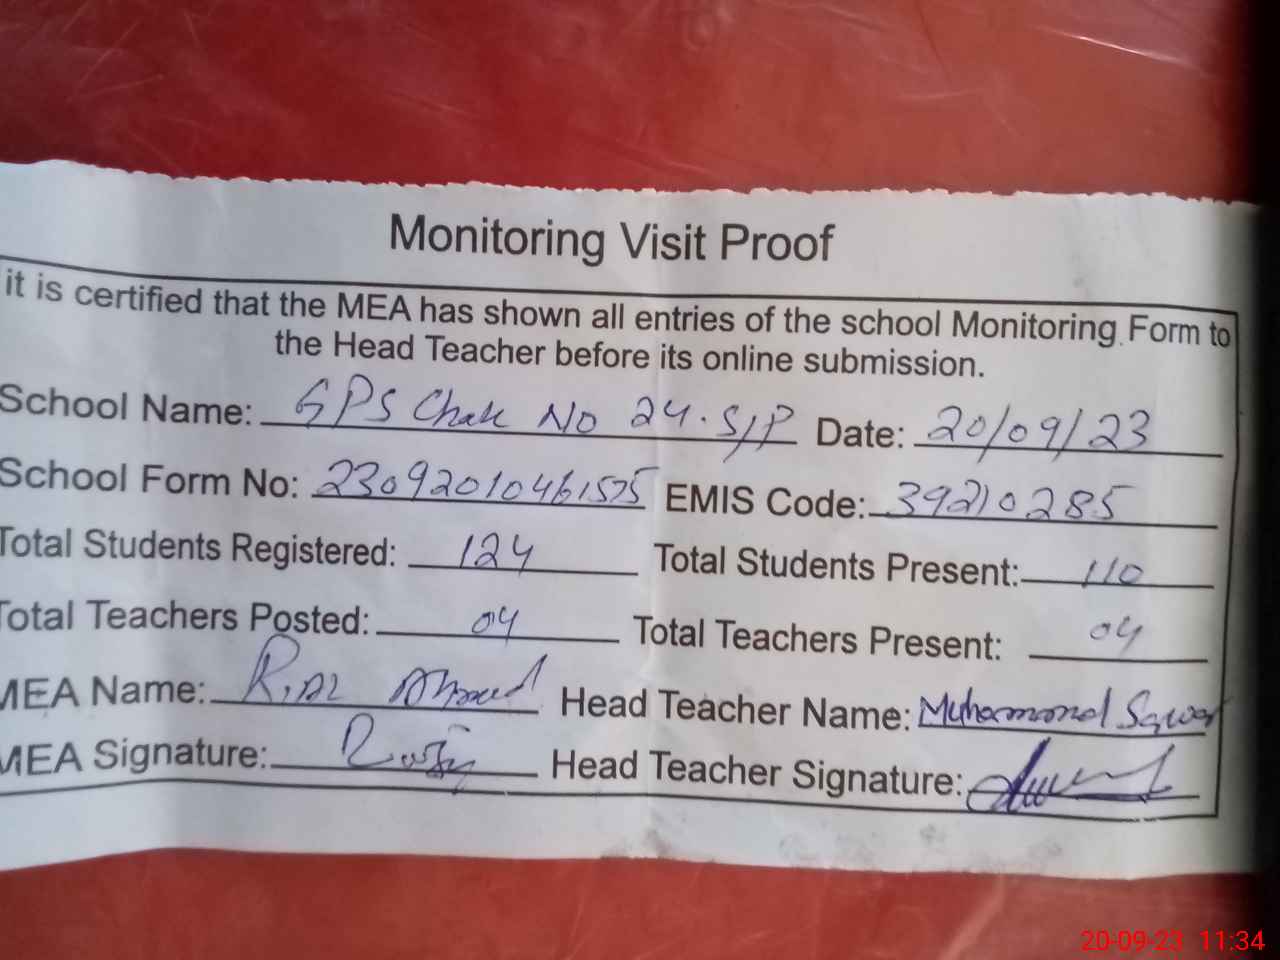 Monitoring Visit Proof
it is certified that the MEA has shown all entries of the school Monitoring Form to
the Head Teacher before its online submission.
School Name: GPS Chak No 24.S/P Date: 20/09/23
School Form No: 23092010461575 EMIS Code: 39210285
Total Students Registered: 124 Total Students Present: 110
Total Teachers Posted: 04 Total Teachers Present: 04
MEA Name: Riaz Ahmed Head Teacher Name: Muhammad Sarwar
MEA Signature: Head Teacher Signature:
20-09-23 11:34